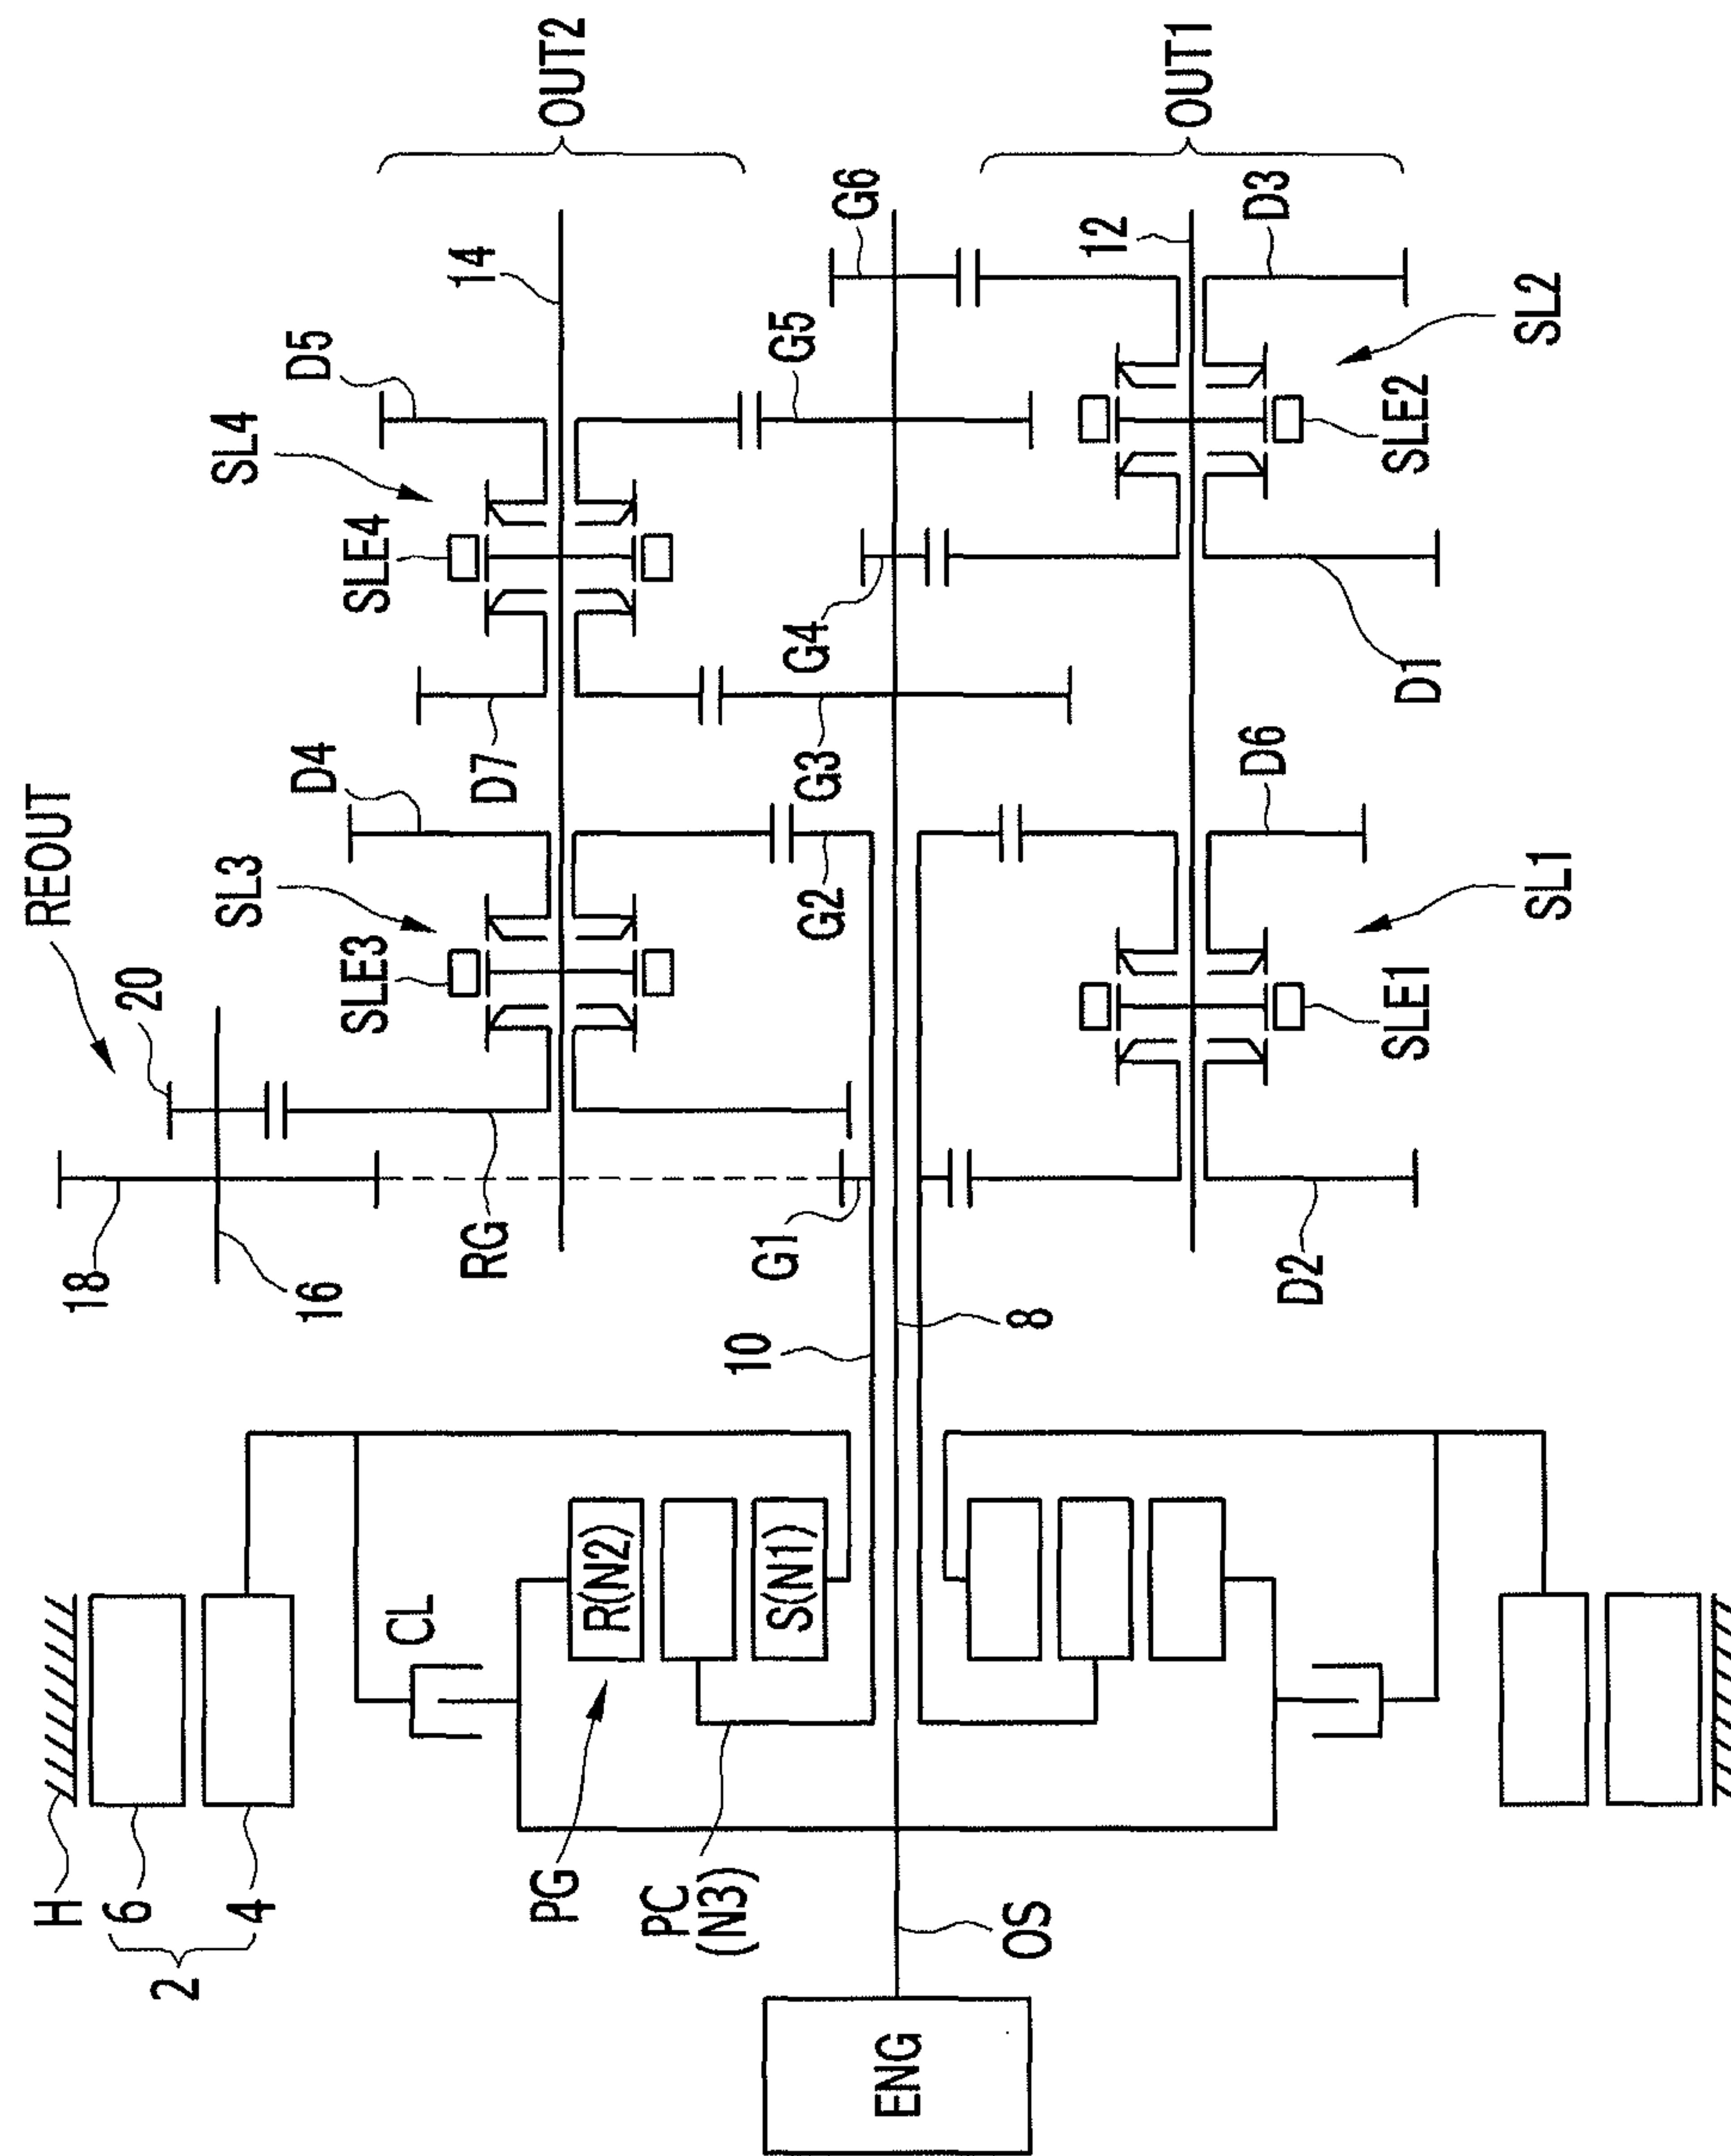 REOUT
18
16
20
RG
SL3
SLE3
D4
D7
SL4
SLE4
D5
14
OUT2
H
6
4
2
CL
R(N2)
S(N1)
PG
PC
(N3)
10
G1
G2
G3
G4
G5
G6
ENG
OS
8
D2
SLE1
SL1
D6
D1
SLE2
SL2
D3
12
OUT1